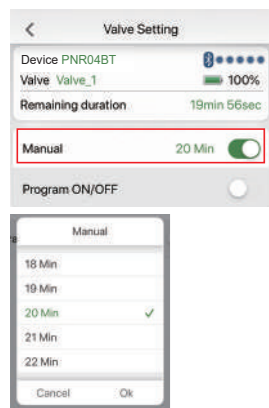 Valve Setting
Device PNR04BT
Valve Valve_1 100%
Remaining duration 19min 56sec
Manual 20 Min
Program ON/OFF
Manual
18 Min
19 Min
20 Min
21 Min
22 Min
Cancel Ok